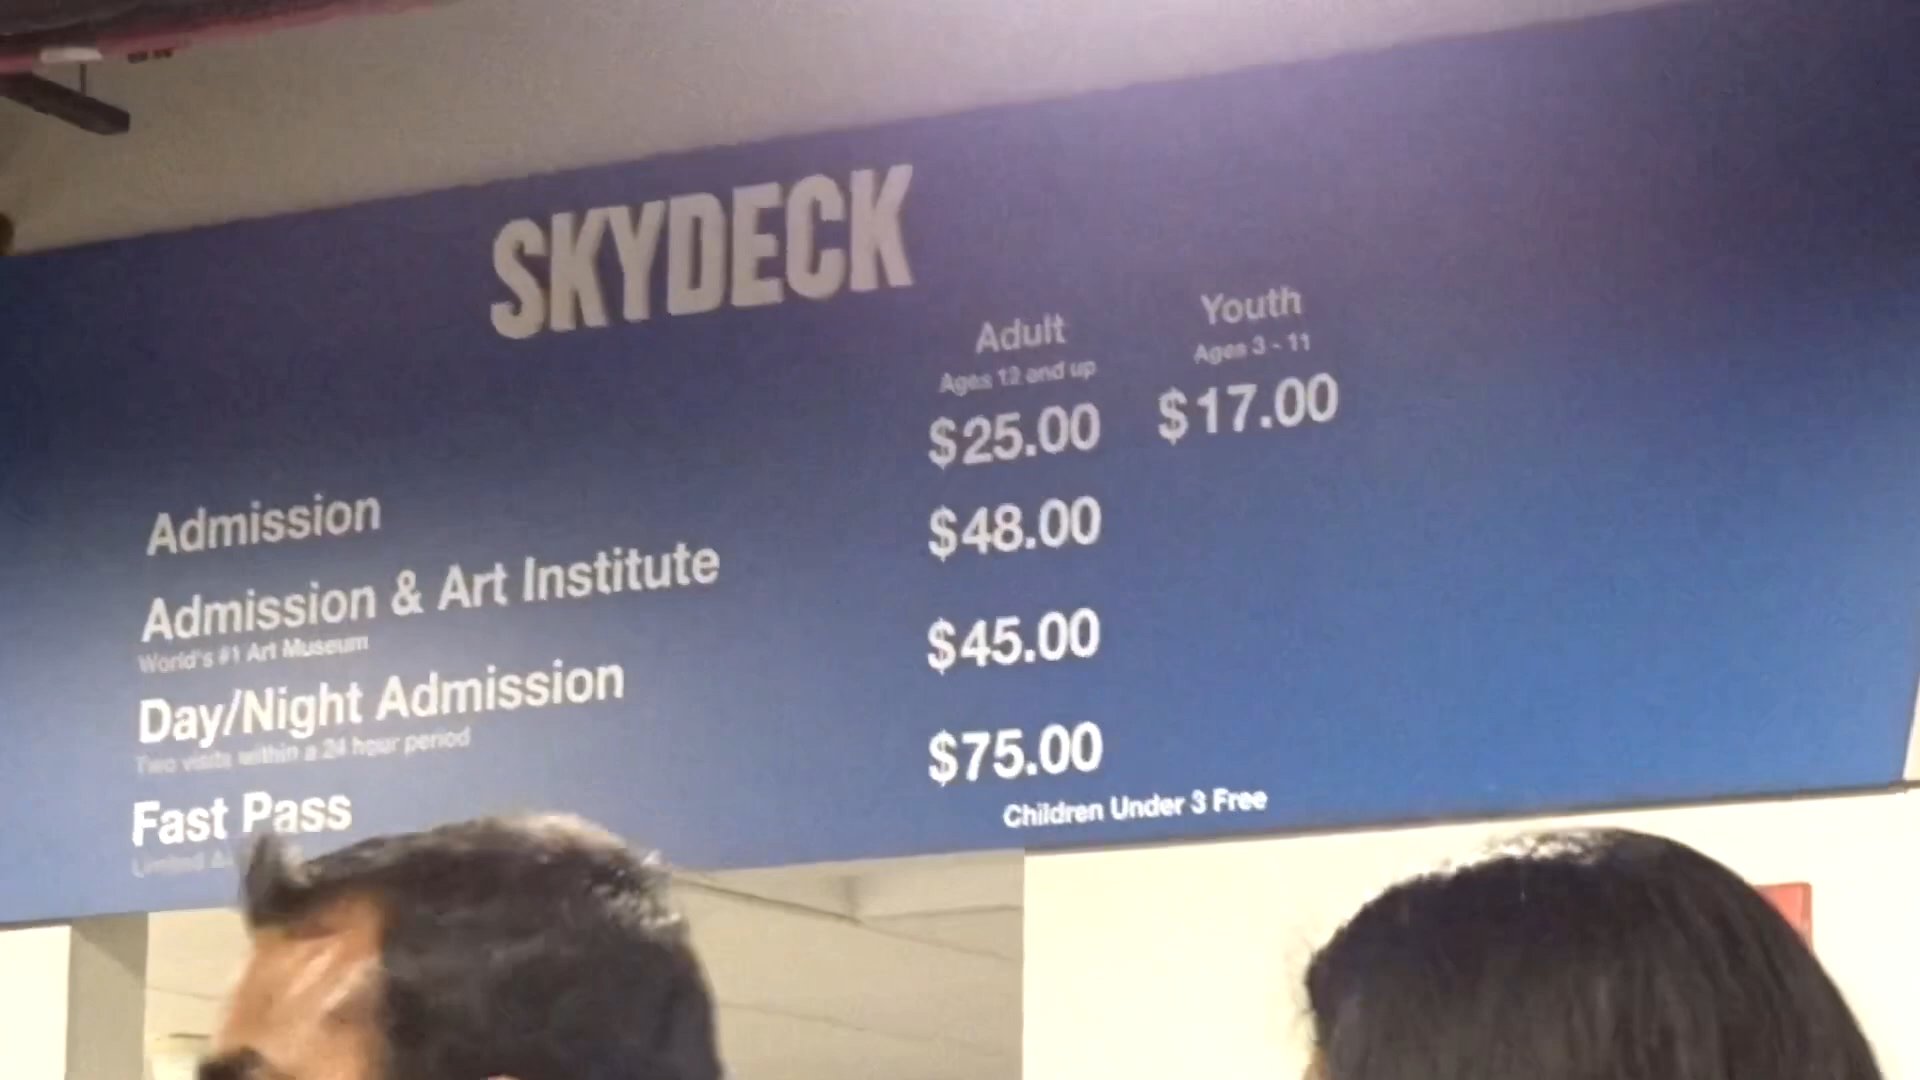 SKYDECK
Adult Youth
Ages 12 and up Ages 3 - 11
Admission $25.00 $17.00
Admission & Art Institute $48.00
World's #1 Art Museum
Day/Night Admission $45.00
Two visits within a 24 hour period
Fast Pass $75.00
Limited
Children Under 3 Free